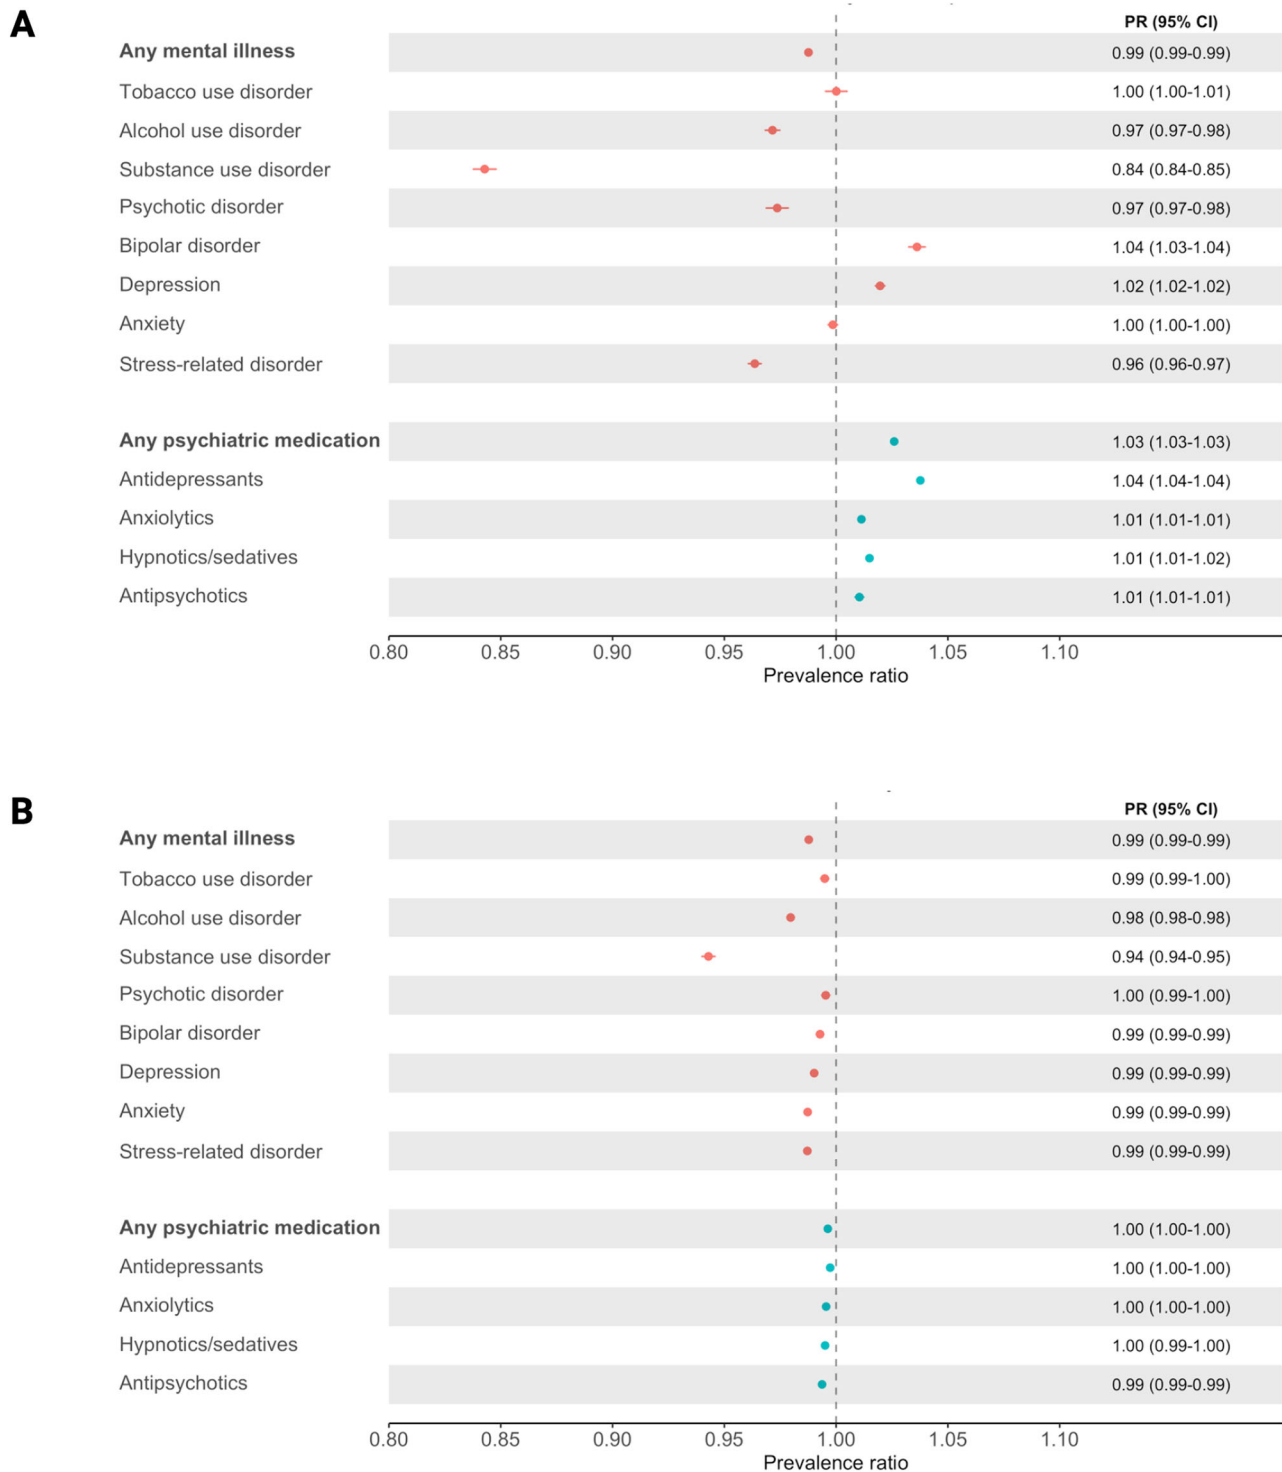 A
PR (95% CI)
Any mental illness 0.99 (0.99-0.99)
Tobacco use disorder 1.00 (1.00-1.01)
Alcohol use disorder 0.97 (0.97-0.98)
Substance use disorder 0.84 (0.84-0.85)
Psychotic disorder 0.97 (0.97-0.98)
Bipolar disorder 1.04 (1.03-1.04)
Depression 1.02 (1.02-1.02)
Anxiety 1.00 (1.00-1.00)
Stress-related disorder 0.96 (0.96-0.97)
Any psychiatric medication 1.03 (1.03-1.03)
Antidepressants 1.04 (1.04-1.04)
Anxiolytics 1.01 (1.01-1.01)
Hypnotics/sedatives 1.01 (1.01-1.02)
Antipsychotics 1.01 (1.01-1.01)
0.80 0.85 0.90 0.95 1.00 1.05 1.10
Prevalence ratio
B
PR (95% CI)
Any mental illness 0.99 (0.99-0.99)
Tobacco use disorder 0.99 (0.99-1.00)
Alcohol use disorder 0.98 (0.98-0.98)
Substance use disorder 0.94 (0.94-0.95)
Psychotic disorder 1.00 (0.99-1.00)
Bipolar disorder 0.99 (0.99-0.99)
Depression 0.99 (0.99-0.99)
Anxiety 0.99 (0.99-0.99)
Stress-related disorder 0.99 (0.99-0.99)
Any psychiatric medication 1.00 (1.00-1.00)
Antidepressants 1.00 (1.00-1.00)
Anxiolytics 1.00 (1.00-1.00)
Hypnotics/sedatives 1.00 (0.99-1.00)
Antipsychotics 0.99 (0.99-0.99)
0.80 0.85 0.90 0.95 1.00 1.05 1.10
Prevalence ratio